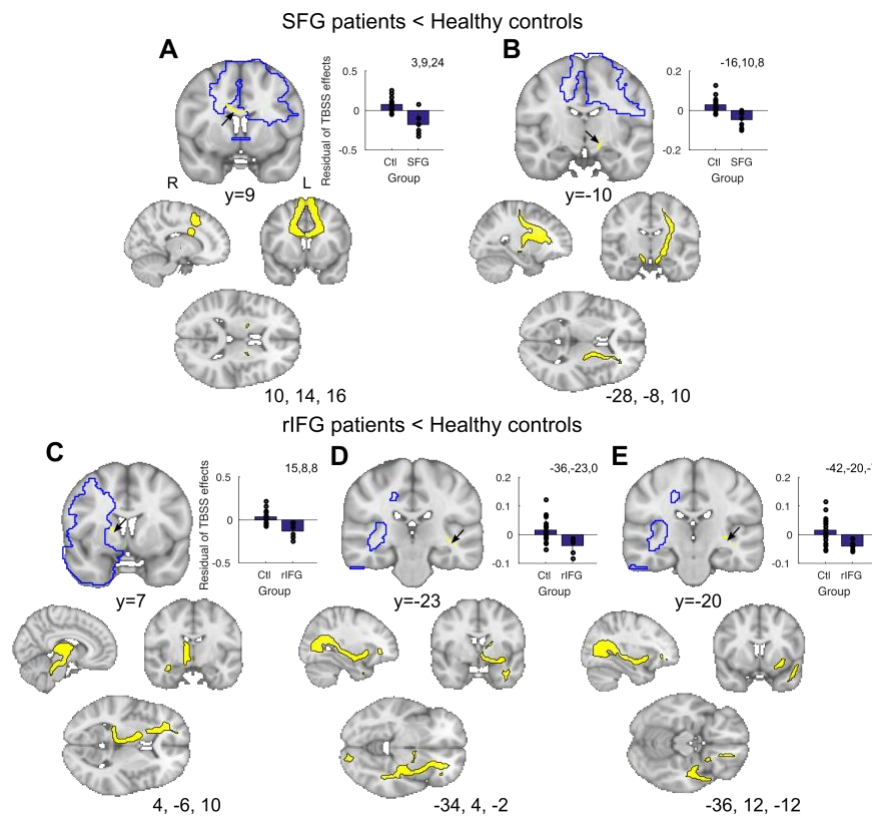 SFG patients < Healthy controls
A
3,9,24
Residual of TBSS effects
0.5
0
-0.5
Ctl SFG
Group
R L
y=9
10, 14, 16
B
-16,10,8
0.2
0
-0.2
Ctl SFG
Group
y=-10
-28, -8, 10
rIFG patients < Healthy controls
C
15,8,8
Residual of TBSS effects
0.5
0
-0.5
Ctl rIFG
Group
y=7
4, -6, 10
D
-36,-23,0
0.2
0.1
0
-0.1
Ctl rIFG
Group
y=-23
-34, 4, -2
E
-42,-20,-
0.2
0.1
0
-0.1
Ctl rIFG
Group
y=-20
-36, 12, -12